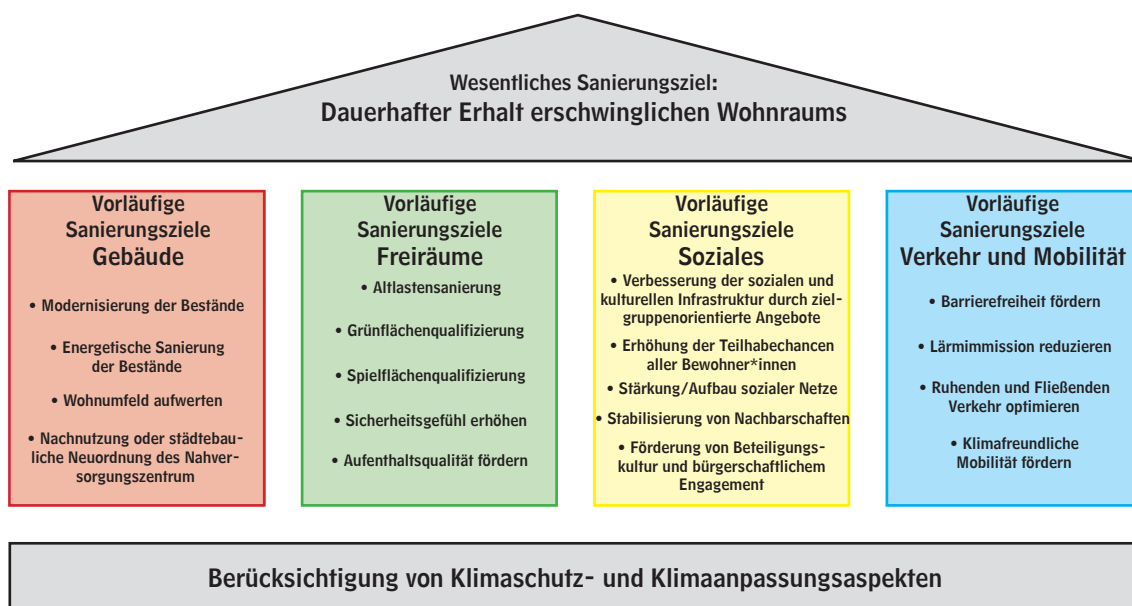 Wesentliches Sanierungsziel:
Dauerhafter Erhalt erschwinglichen Wohnraums
Vorläufige
Sanierungsziele
Gebäude
• Modernisierung der Bestände
• Energetische Sanierung
der Bestände
• Wohnumfeld aufwerten
• Nachnutzung oder städtebau-
liche Neuordnung des Nahver-
sorgungszentrum
Vorläufige
Sanierungsziele
Freiräume
• Altlastensanierung
• Grünflächenqualifizierung
• Spielflächenqualifizierung
• Sicherheitsgefühl erhöhen
• Aufenthaltsqualität fördern
Vorläufige
Sanierungsziele
Soziales
• Verbesserung der sozialen und
kulturellen Infrastruktur durch ziel-
gruppenorientierte Angebote
• Erhöhung der Teilhabechancen
aller Bewohner*innen
• Stärkung/Aufbau sozialer Netze
• Stabilisierung von Nachbarschaften
• Förderung von Beteiligungs-
kultur und bürgerschaftlichem
Engagement
Vorläufige
Sanierungsziele
Verkehr und Mobilität
• Barrierefreiheit fördern
• Lärmimmission reduzieren
• Ruhenden und Fließenden
Verkehr optimieren
• Klimafreundliche
Mobilität fördern
Berücksichtigung von Klimaschutz- und Klimaanpassungsaspekten